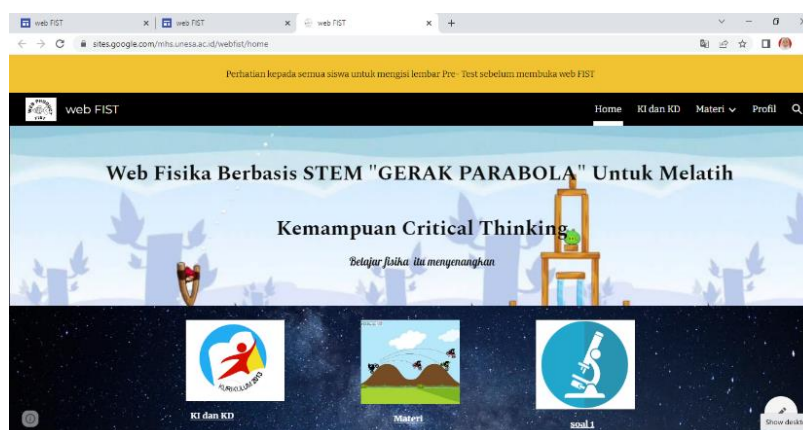 web FIST
web FIST
web FIST
sites.google.com/mhs.unesa.ac.id/webfist/home
Perhatian kepada semua siswa untuk mengisi lembar Pre- Test sebelum membuka web FIST
web FIST
Home KI dan KD Materi Profil
Web Fisika Berbasis STEM "GERAK PARABOLA" Untuk Melatih
Kemampuan Critical Thinking
Belajar fisika itu menyenangkan
KURIKULUM 2013
KI dan KD
Materi
soal 1
Show deskt